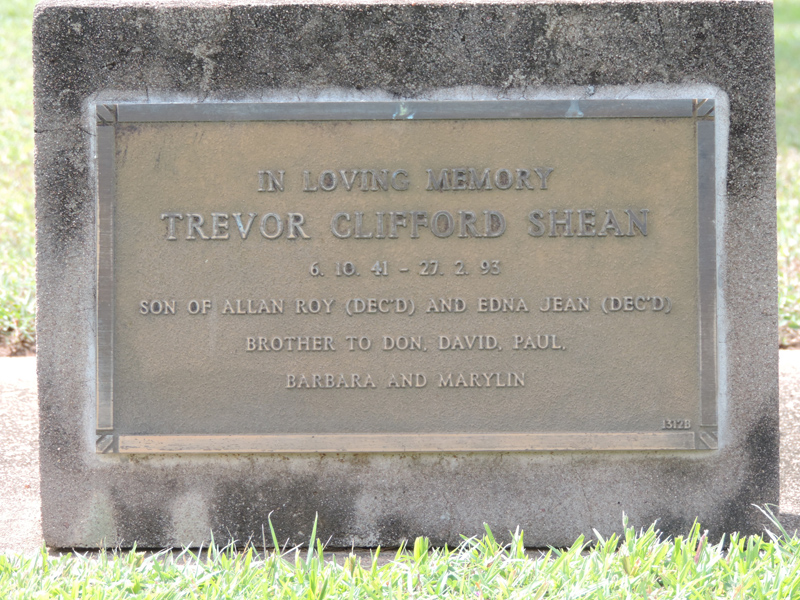 IN LOVING MEMORY
TREVOR CLIFFORD SHEAN
6. 10. 41 - 27. 2. 93
SON OF ALLAN ROY (DEC'D) AND EDNA JEAN (DEC'D)
BROTHER TO DON, DAVID, PAUL,
BARBARA AND MARYLIN
1312B